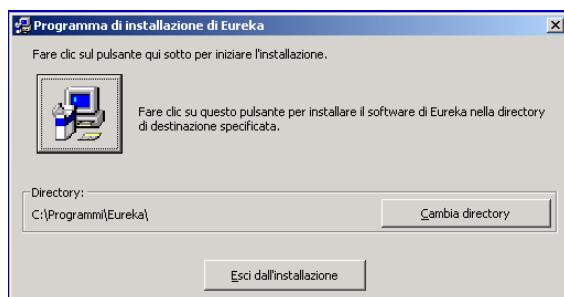 Programma di installazione di Eureka
Fare clic sul pulsante qui sotto per iniziare l'installazione.
Fare clic su questo pulsante per installare il software di Eureka nella directory
di destinazione specificata.
Directory:
C:\Programmi\Eureka\
Cambia directory
Esci dall'installazione